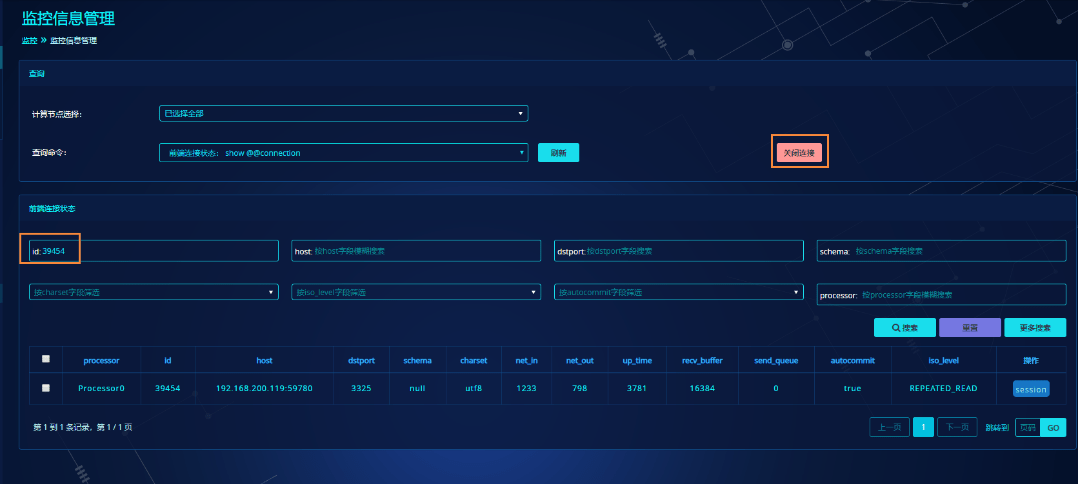 监控信息管理
监控 » 监控信息管理
查询
计算节点选择： 已选择全部
查询命令： 前端连接状态： show @@connection 刷新 关闭连接
前端连接状态
id: 39454 host: 按host字段模糊搜索 dstport: 按dstport字段搜索 schema: 按schema字段搜索
按charset字段筛选 按iso_level字段筛选 按autocommit字段筛选 processor: 按processor字段模糊搜索
搜索 重置 更多搜索
processor id host dstport schema charset net_in net_out up_time recv_buffer send_queue autocommit iso_level 操作
Processor0 39454 192.168.200.119:59780 3325 null utf8 1233 798 3781 16384 0 true REPEATED_READ session
第 1 到 1 条记录，第 1 / 1 页 上一页 1 下一页 跳转到 页码 GO